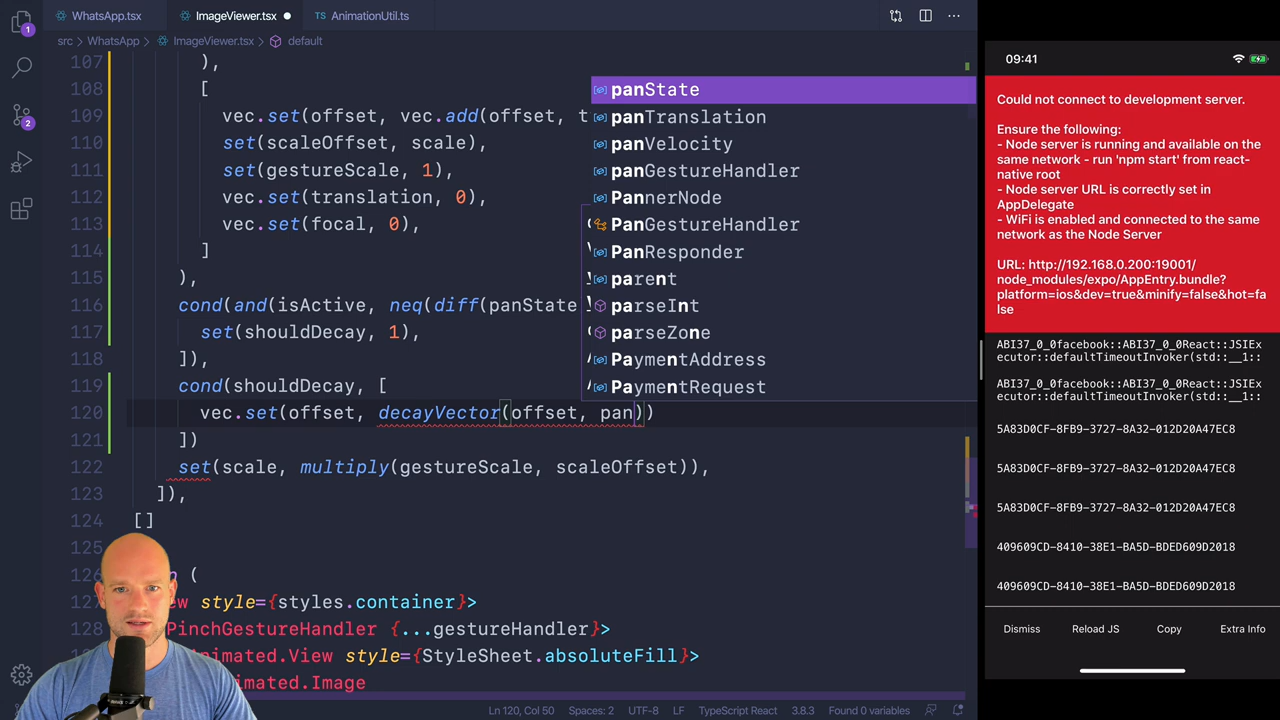 WhatsApp.tsx
ImageViewer.tsx
TS AnimationUtil.ts
src
WhatsApp
ImageViewer.tsx
default
107 ),
108 [
109 vec.set(offset, vec.add(offset, t
110 set(scaleOffset, scale),
111 set(gestureScale, 1),
112 vec.set(translation, 0),
113 vec.set(focal, 0),
114 ]
115 ),
116 cond(and(isActive, neq(diff(panState
117 set(shouldDecay, 1),
118 ]),
119 cond(shouldDecay, [
120 vec.set(offset, decayVector(offset, pan))
121 ])
122 set(scale, multiply(gestureScale, scaleOffset)),
123 ]),
124 []
125
126 n (
127 ew style={styles.container}>
128 PinchGestureHandler {...gestureHandler}>
nimated.View style={StyleSheet.absoluteFill}>
imated.Image
panState
panTranslation
panVelocity
panGestureHandler
PannerNode
PanGestureHandler
PanResponder
parent
parseInt
parseZone
PaymentAddress
PaymentRequest
1
2
Ln 120, Col 50
Spaces: 2
UTF-8
LF
TypeScript React
3.8.3
Found 0 variables
09:41
Could not connect to development server.
Ensure the following:
- Node server is running and available on the
same network - run 'npm start' from react-
native root
- Node server URL is correctly set in
AppDelegate
- WiFi is enabled and connected to the same
network as the Node Server
URL: http://192.168.0.200:19001/
node_modules/expo/AppEntry.bundle?
platform=ios&dev=true&minify=false&hot=fa
lse
ABI37_0_0facebook::ABI37_0_0React::JSIEx
ecutor::defaultTimeoutInvoker(std::__1::
ABI37_0_0facebook::ABI37_0_0React::JSIEx
ecutor::defaultTimeoutInvoker(std::__1::
5A83D0CF-8FB9-3727-8A32-012D20A47EC8
5A83D0CF-8FB9-3727-8A32-012D20A47EC8
5A83D0CF-8FB9-3727-8A32-012D20A47EC8
409609CD-8410-38E1-BA5D-BDED609D2018
409609CD-8410-38E1-BA5D-BDED609D2018
Dismiss
Reload JS
Copy
Extra Info